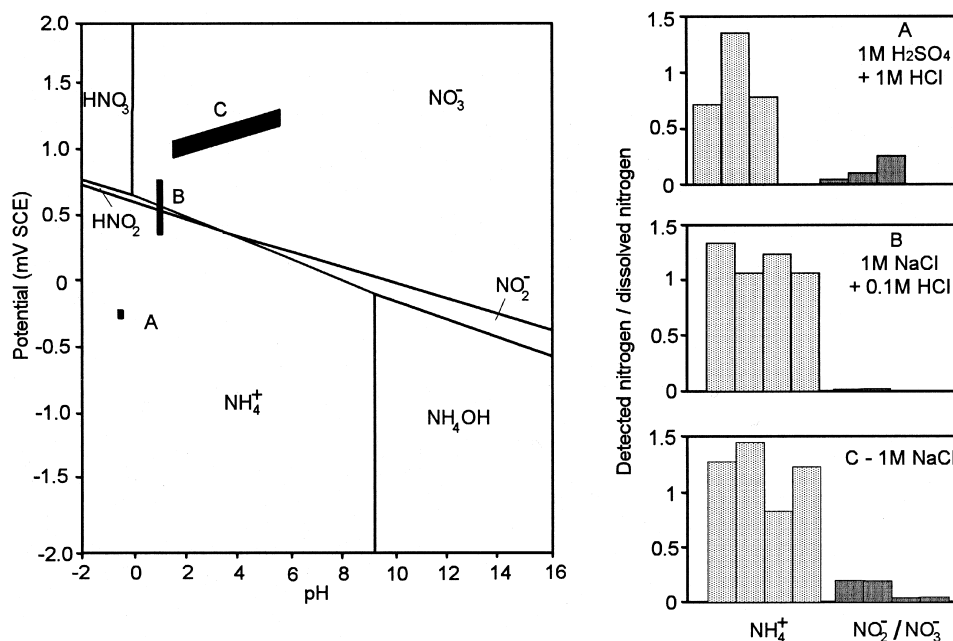 2.0
1.5
1.0
0.5
0
-0.5
-1.0
-1.5
-2.0
Potential (mV SCE)
-2 0 2 4 6 8 10 12 14 16
pH
HNO3
NO3-
C
B
HNO2
NO2-
A
NH4+
NH4OH
Detected nitrogen / dissolved nitrogen
1.5
1
0.5
0
A
1M H2SO4
+ 1M HCl
1.5
1
0.5
0
B
1M NaCl
+ 0.1M HCl
1.5
1
0.5
0
C - 1M NaCl
NH4+ NO2- / NO3-